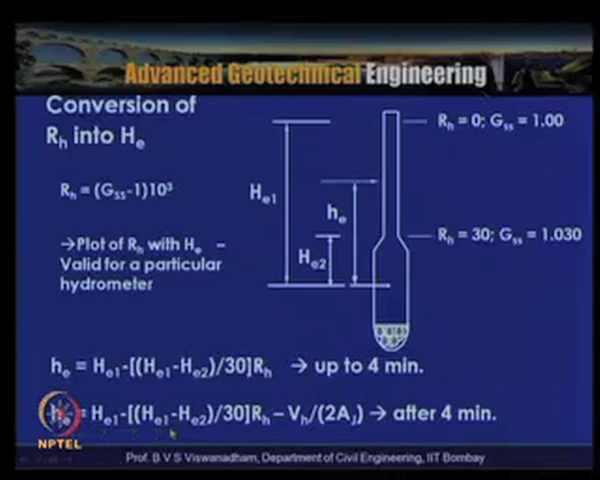 Advanced Geotechnical Engineering
Conversion of
Rₕ into Hₑ
Rₕ = 0; Gₛₛ = 1.00
Rₕ = (G_SS-1)10³
Hₑ₁
hₑ
→Plot of Rₕ with Hₑ –
Valid for a particular
hydrometer
Hₑ₂
Rₕ = 30; Gₛₛ = 1.030
hₑ = Hₑ₁-[(Hₑ₁-Hₑ₂)/30]Rₕ → up to 4 min.
hₑ = Hₑ₁-[(Hₑ₁-Hₑ₂)/30]Rₕ – Vₕ/(2Aⱼ) → after 4 min.
NPTEL
Prof. B V S Viswanadham, Department of Civil Engineering, IIT Bombay